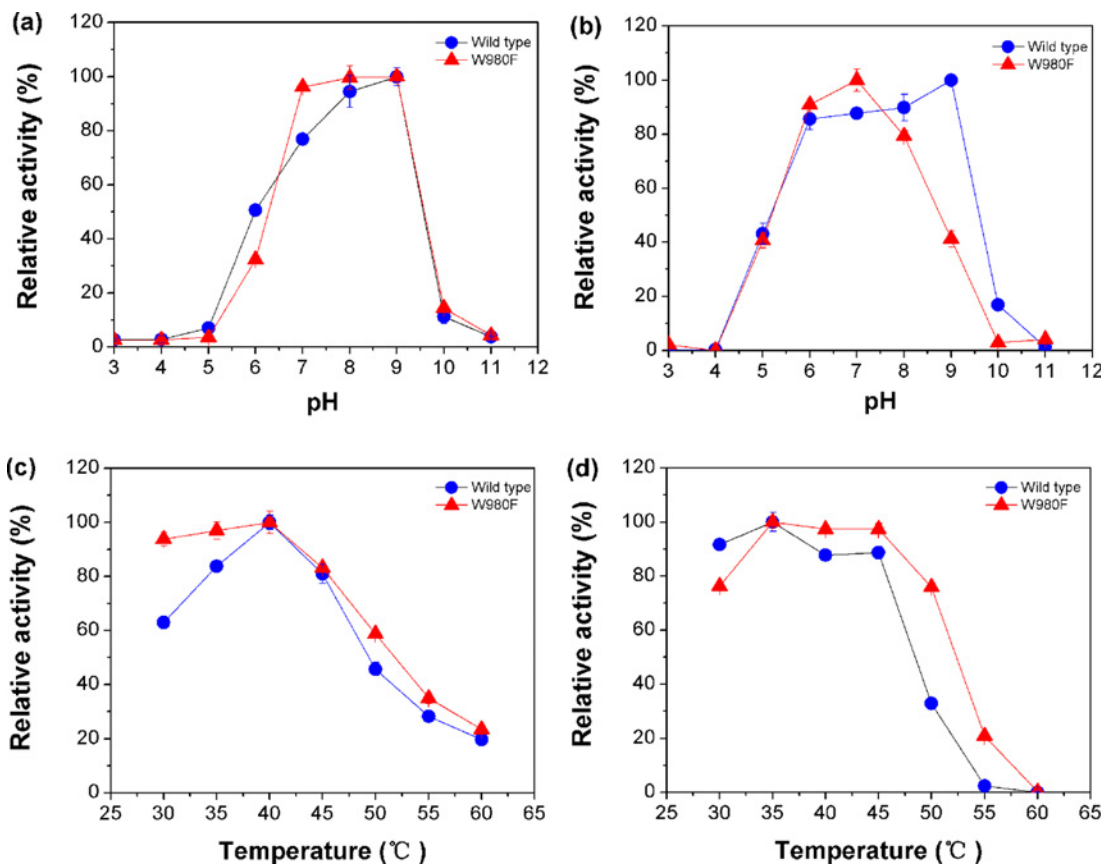 (a)
120
100
80
60
40
20
0
Relative activity (%)
Wild type
W980F
3 4 5 6 7 8 9 10 11 12
pH
(b)
120
100
80
60
40
20
0
Relative activity (%)
Wild type
W980F
3 4 5 6 7 8 9 10 11 12
pH
(c)
120
100
80
60
40
20
0
Relative activity (%)
Wild type
W980F
25 30 35 40 45 50 55 60 65
Temperature (℃)
(d)
120
100
80
60
40
20
0
Relative activity (%)
Wild type
W980F
25 30 35 40 45 50 55 60 65
Temperature (℃)